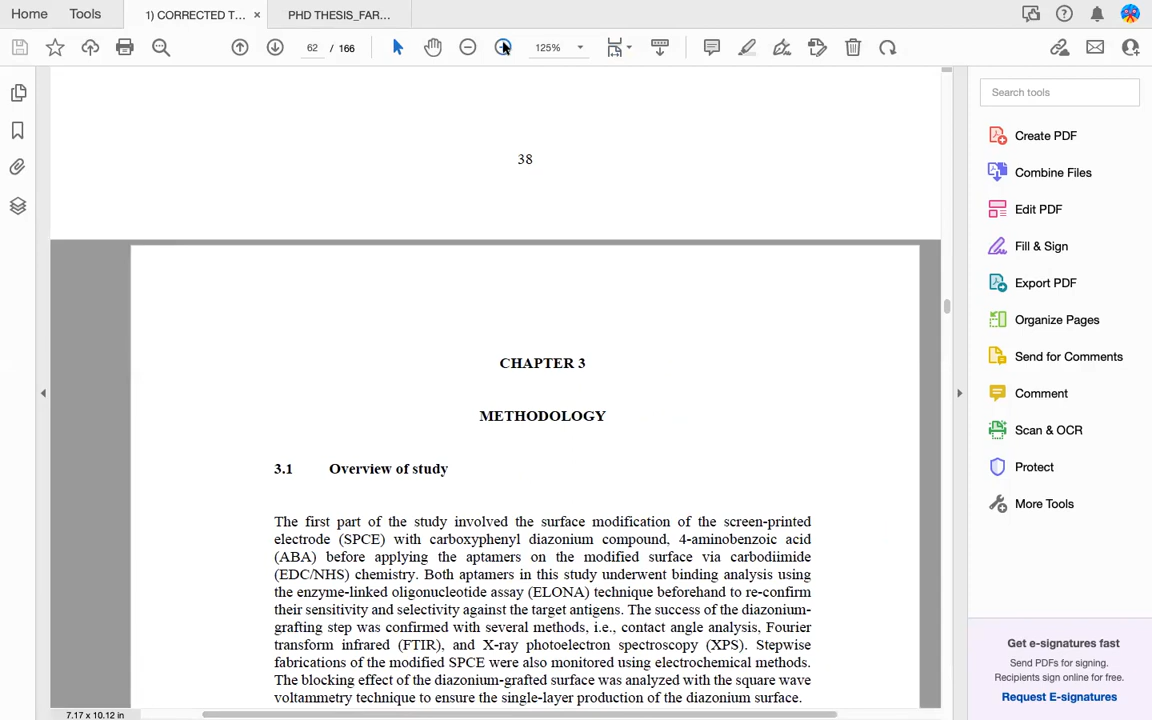 Home Tools 1) CORRECTED T... × PHD THESIS_FAR...
62 / 166 125%
38
CHAPTER 3
METHODOLOGY
3.1 Overview of study
The first part of the study involved the surface modification of the screen-printed
electrode (SPCE) with carboxyphenyl diazonium compound, 4-aminobenzoic acid
(ABA) before applying the aptamers on the modified surface via carbodiimide
(EDC/NHS) chemistry. Both aptamers in this study underwent binding analysis using
the enzyme-linked oligonucleotide assay (ELONA) technique beforehand to re-confirm
their sensitivity and selectivity against the target antigens. The success of the diazonium-
grafting step was confirmed with several methods, i.e., contact angle analysis, Fourier
transform infrared (FTIR), and X-ray photoelectron spectroscopy (XPS). Stepwise
fabrications of the modified SPCE were also monitored using electrochemical methods.
The blocking effect of the diazonium-grafted surface was analyzed with the square wave
voltammetry technique to ensure the single-layer production of the diazonium surface.
7.17 x 10.12 in
Search tools
Create PDF
Combine Files
Edit PDF
Fill & Sign
Export PDF
Organize Pages
Send for Comments
Comment
Scan & OCR
Protect
More Tools
Get e-signatures fast
Send PDFs for signing.
Recipients sign online for free.
Request E-signatures